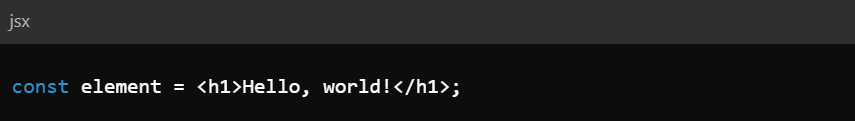 jsx
const element = <h1>Hello, world!</h1>;